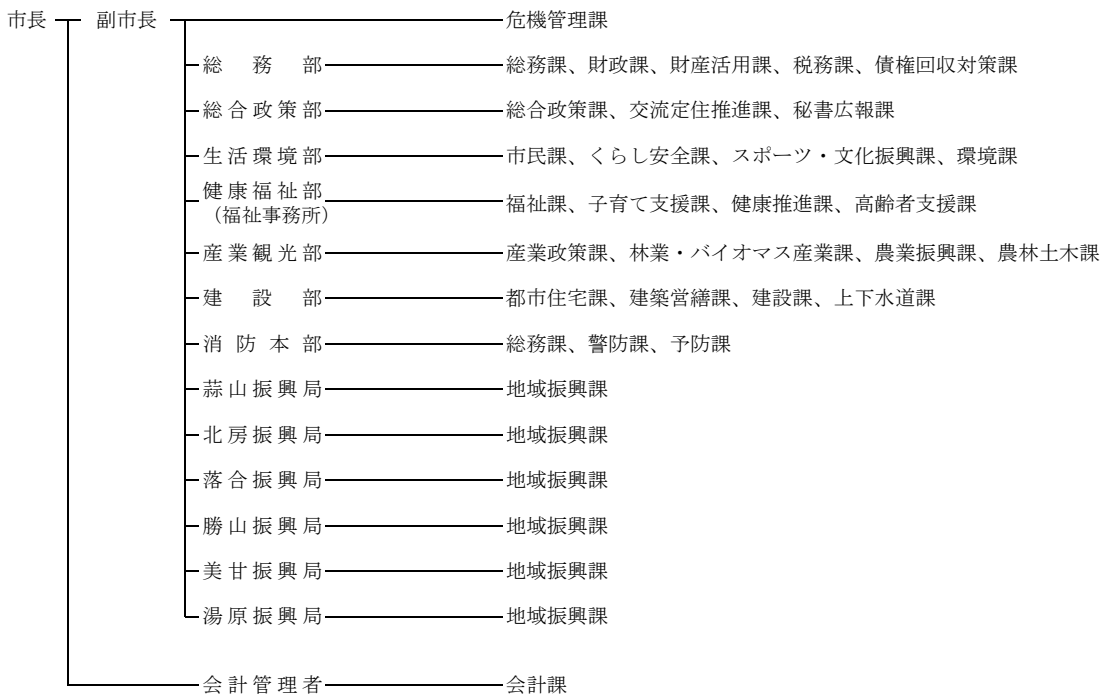 市長 副市長 危機管理課
総務部 総務課、財政課、財産活用課、税務課、債権回収対策課
総合政策部 総合政策課、交流定住推進課、秘書広報課
生活環境部 市民課、くらし安全課、スポーツ・文化振興課、環境課
健康福祉部
(福祉事務所) 福祉課、子育て支援課、健康推進課、高齢者支援課
産業観光部 産業政策課、林業・バイオマス産業課、農業振興課、農林土木課
建設部 都市住宅課、建築営繕課、建設課、上下水道課
消防本部 総務課、警防課、予防課
蒜山振興局 地域振興課
北房振興局 地域振興課
落合振興局 地域振興課
勝山振興局 地域振興課
美甘振興局 地域振興課
湯原振興局 地域振興課
会計管理者 会計課